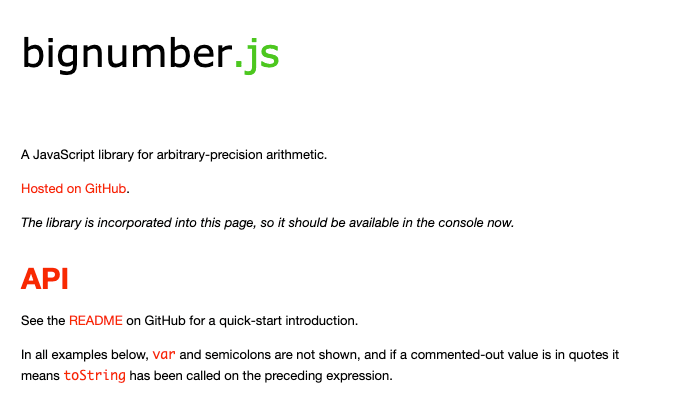 bignumber.js
A JavaScript library for arbitrary-precision arithmetic.
Hosted on GitHub.
The library is incorporated into this page, so it should be available in the console now.
API
See the README on GitHub for a quick-start introduction.
In all examples below, var and semicolons are not shown, and if a commented-out value is in quotes it
means toString has been called on the preceding expression.